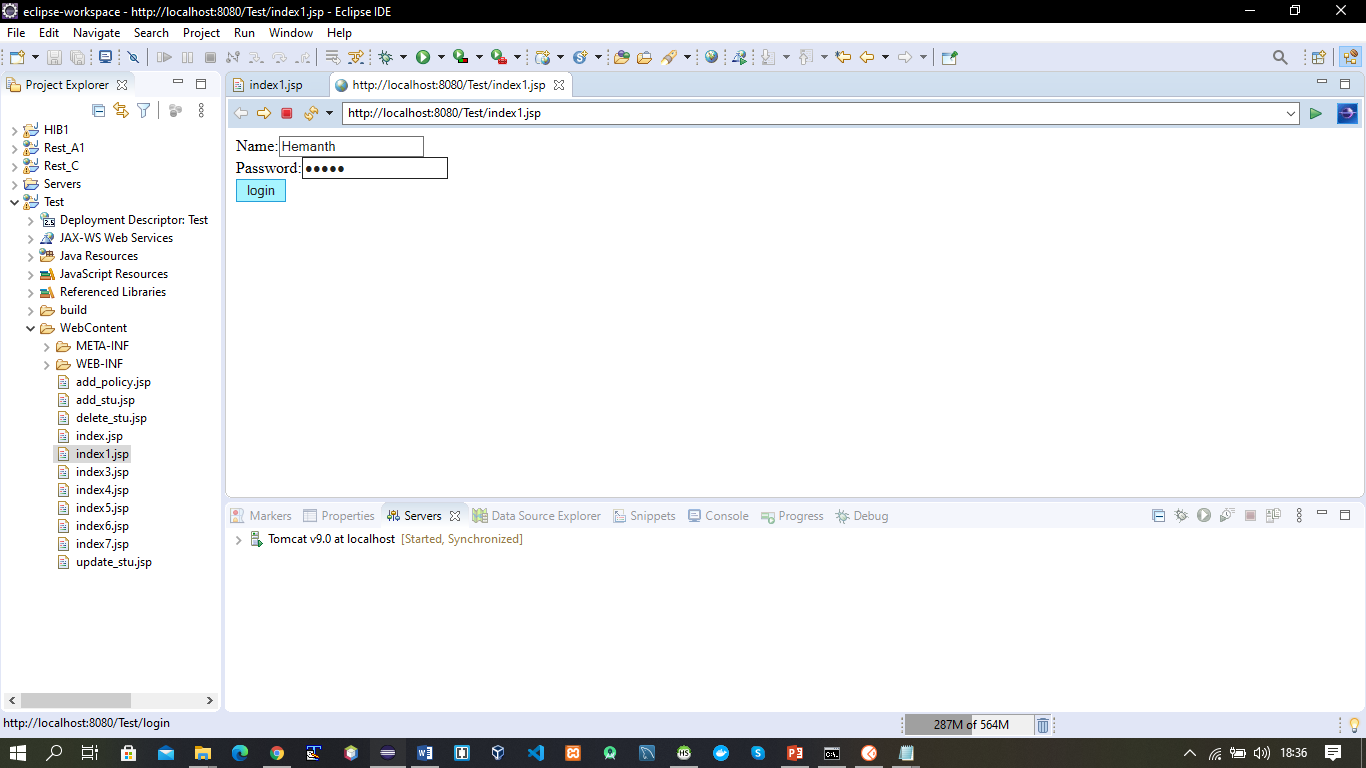 eclipse-workspace - http://localhost:8080/Test/index1.jsp - Eclipse IDE
File Edit Navigate Search Project Run Window Help
Project Explorer
HIB1
Rest_A1
Rest_C
Servers
Test
Deployment Descriptor: Test
JAX-WS Web Services
Java Resources
JavaScript Resources
Referenced Libraries
build
WebContent
META-INF
WEB-INF
add_policy.jsp
add_stu.jsp
delete_stu.jsp
index.jsp
index1.jsp
index3.jsp
index4.jsp
index5.jsp
index6.jsp
index7.jsp
update_stu.jsp
index1.jsp http://localhost:8080/Test/index1.jsp
http://localhost:8080/Test/index1.jsp
Name: Hemanth
Password: ●●●●●
login
Markers Properties Servers Data Source Explorer Snippets Console Progress Debug
Tomcat v9.0 at localhost [Started, Synchronized]
http://localhost:8080/Test/login
287M of 564M
18:36